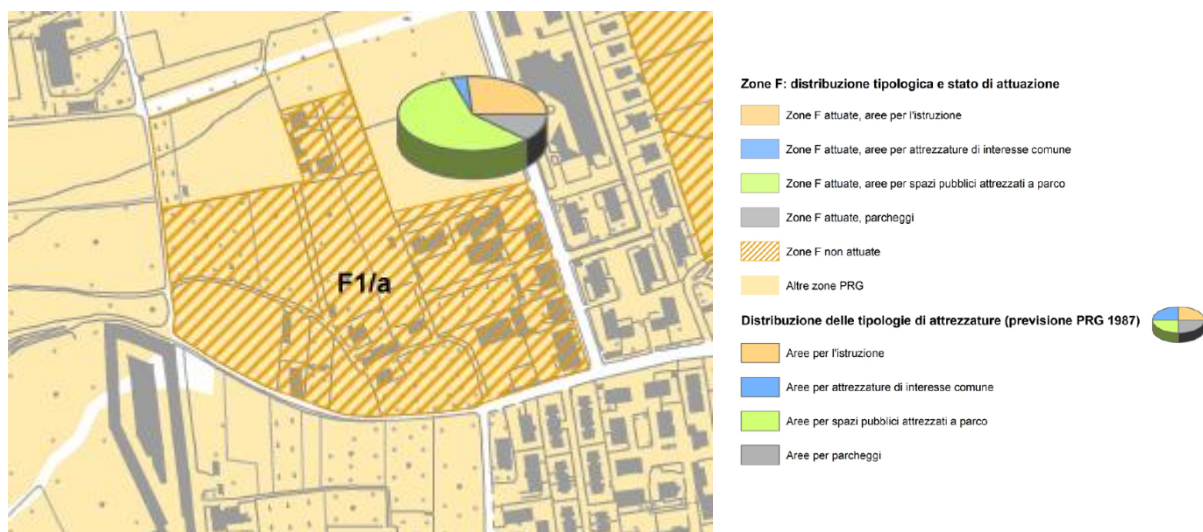 F1/a
Zone F: distribuzione tipologica e stato di attuazione
Zone F attuate, aree per l'istruzione
Zone F attuate, aree per attrezzature di interesse comune
Zone F attuate, aree per spazi pubblici attrezzati a parco
Zone F attuate, parcheggi
Zone F non attuate
Altre zone PRG
Distribuzione delle tipologie di attrezzature (previsione PRG 1987)
Aree per l'istruzione
Aree per attrezzature di interesse comune
Aree per spazi pubblici attrezzati a parco
Aree per parcheggi